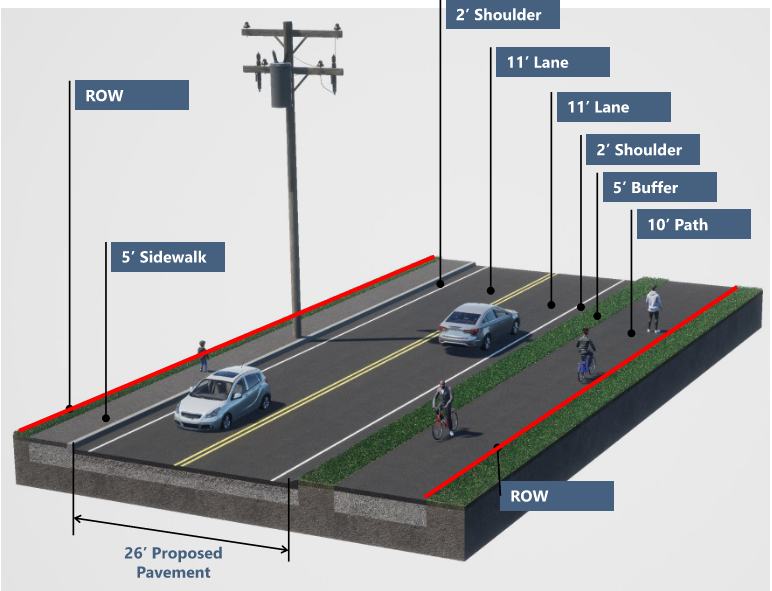 2’ Shoulder
11’ Lane
ROW
11’ Lane
2’ Shoulder
5’ Buffer
10’ Path
5’ Sidewalk
ROW
26’ Proposed
Pavement